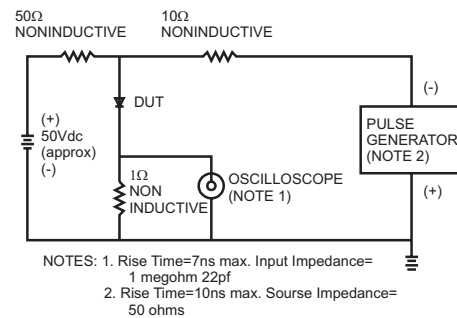 50Ω
NONINDUCTIVE
10Ω
NONINDUCTIVE
(+)
50Vdc
(approx)
(-)
DUT
1Ω
NON
INDUCTIVE
OSCILLOSCOPE
(NOTE 1)
(-)
PULSE
GENERATOR
(NOTE 2)
(+)
NOTES: 1. Rise Time=7ns max. Input Impedance=
1 megohm 22pf
2. Rise Time=10ns max. Sourse Impedance=
50 ohms